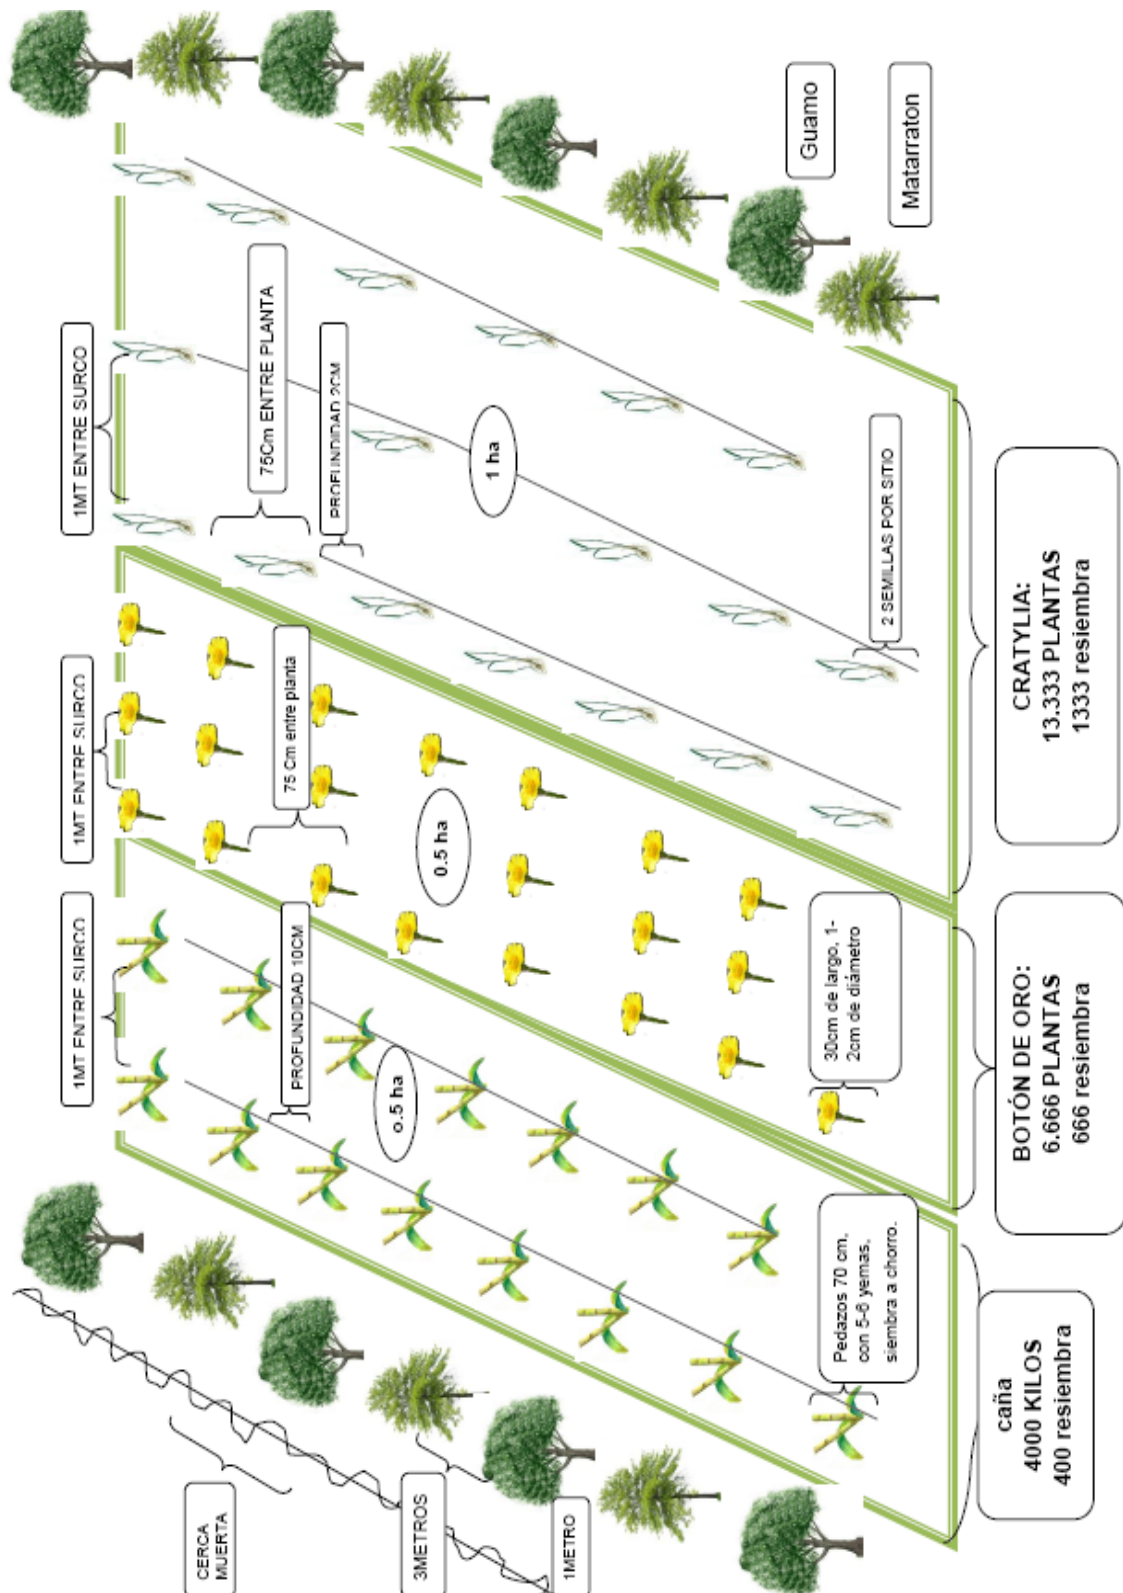 1MT ENTRE SURCO
1MT ENTRE SURCO
1MT ENTRE SURCO
CERCA
MUERTA
3METROS
1METRO
PROFUNDIDAD 10CM
o.5 ha
Pedazos 70 cm,
con 5-6 yemas,
siembra a chorro.
75 Cm entre planta
0.5 ha
30cm de largo, 1-
2cm de diámetro
75Cm ENTRE PLANTA
PROFUNDIDAD 2CM
1 ha
2 SEMILLAS POR SITIO
Guamo
Matarraton
caña
4000 KILOS
400 resiembra
BOTÓN DE ORO:
6.666 PLANTAS
666 resiembra
CRATYLIA:
13.333 PLANTAS
1333 resiembra